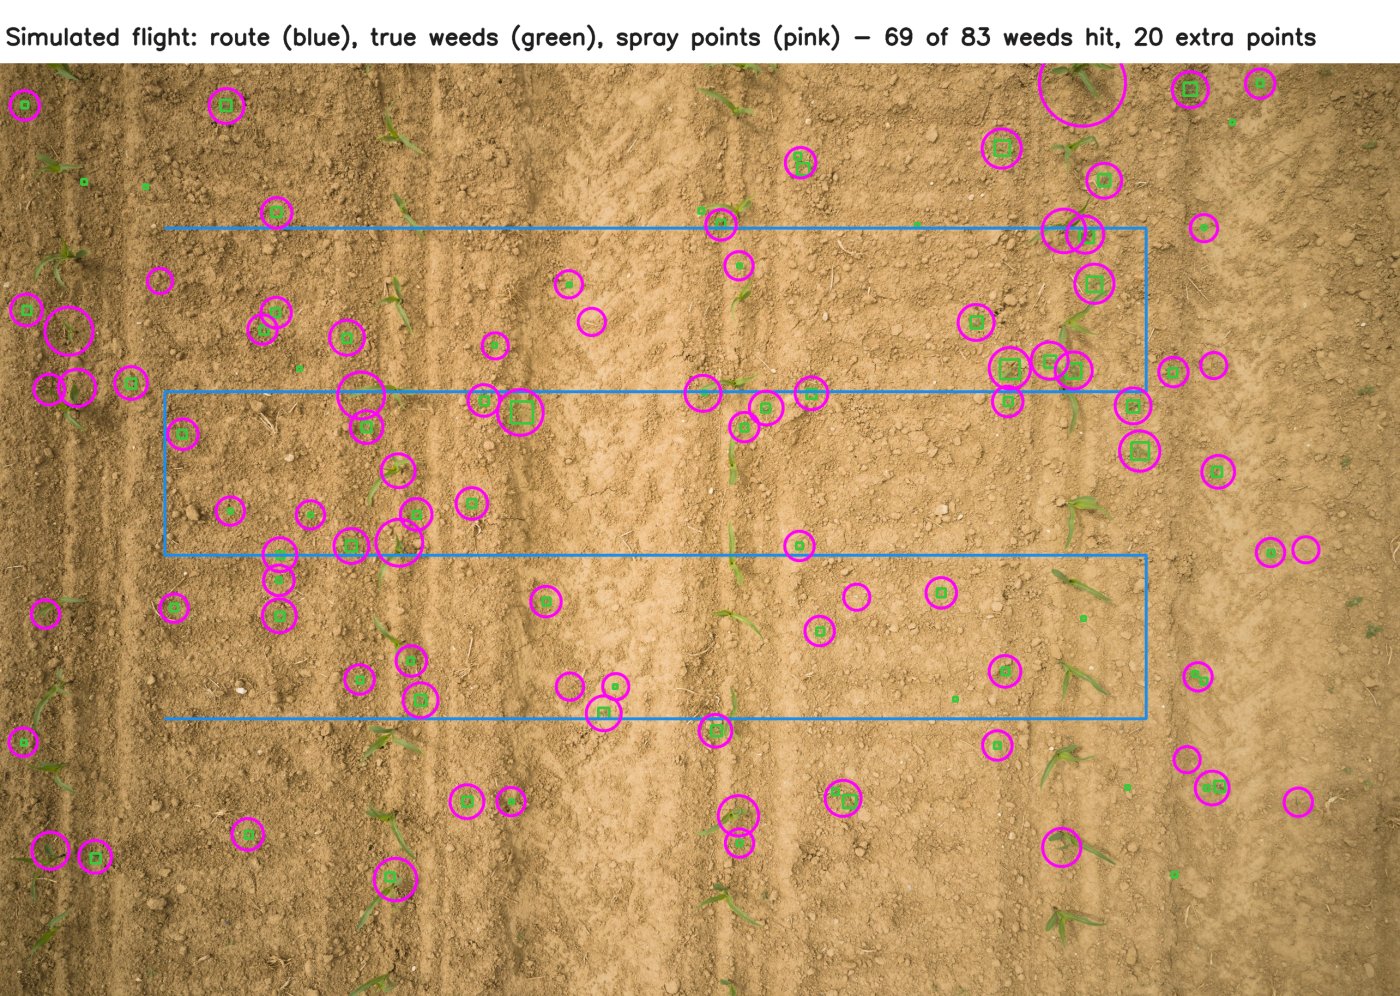 Simulated flight: route (blue), true weeds (green), spray points (pink) – 69 of 83 weeds hit, 20 extra points